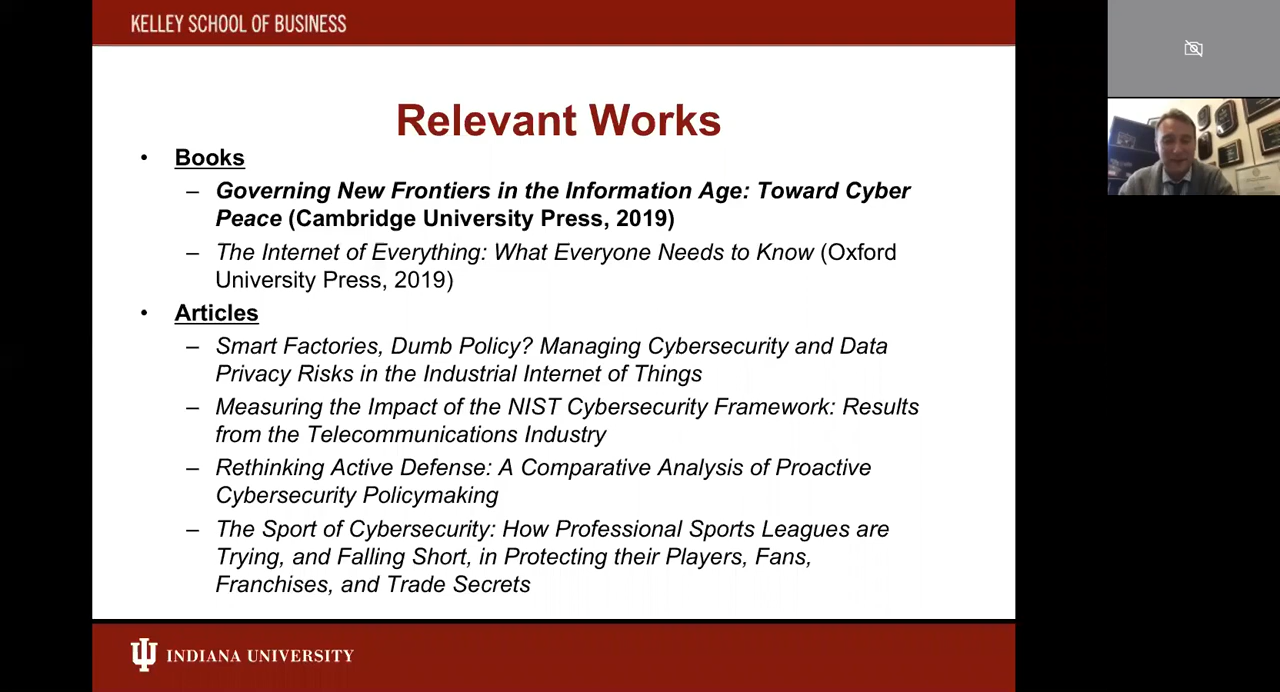 KELLEY SCHOOL OF BUSINESS
Relevant Works
• Books
– Governing New Frontiers in the Information Age: Toward Cyber
Peace (Cambridge University Press, 2019)
– The Internet of Everything: What Everyone Needs to Know (Oxford
University Press, 2019)
• Articles
– Smart Factories, Dumb Policy? Managing Cybersecurity and Data
Privacy Risks in the Industrial Internet of Things
– Measuring the Impact of the NIST Cybersecurity Framework: Results
from the Telecommunications Industry
– Rethinking Active Defense: A Comparative Analysis of Proactive
Cybersecurity Policymaking
– The Sport of Cybersecurity: How Professional Sports Leagues are
Trying, and Falling Short, in Protecting their Players, Fans,
Franchises, and Trade Secrets
INDIANA UNIVERSITY